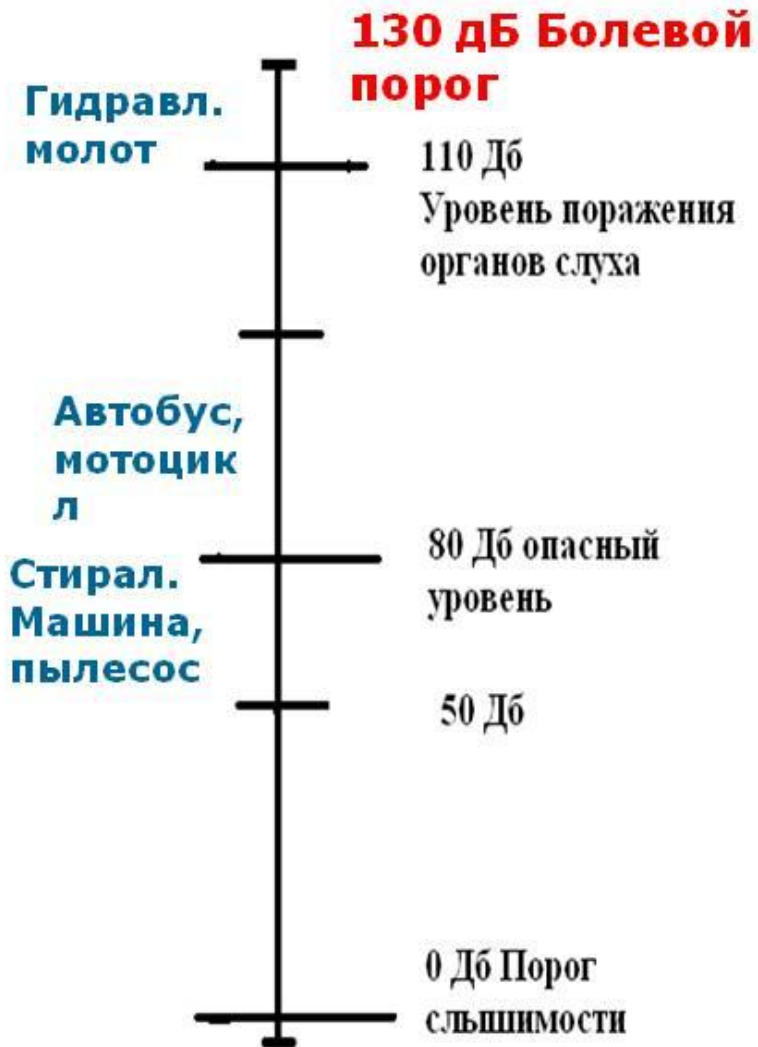 130 дБ Болевой
порог
Гидравл.
молот
110 Дб
Уровень поражения
органов слуха
Автобус,
мотоцик
л
80 Дб опасный
уровень
Стирал.
Машина,
пылесос
50 Дб
0 Дб Порог
слышимости